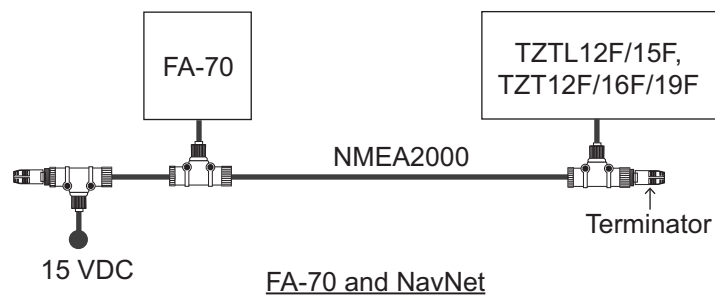 FA-70
TZTL12F/15F,
TZT12F/16F/19F
NMEA2000
Terminator
15 VDC
FA-70 and NavNet